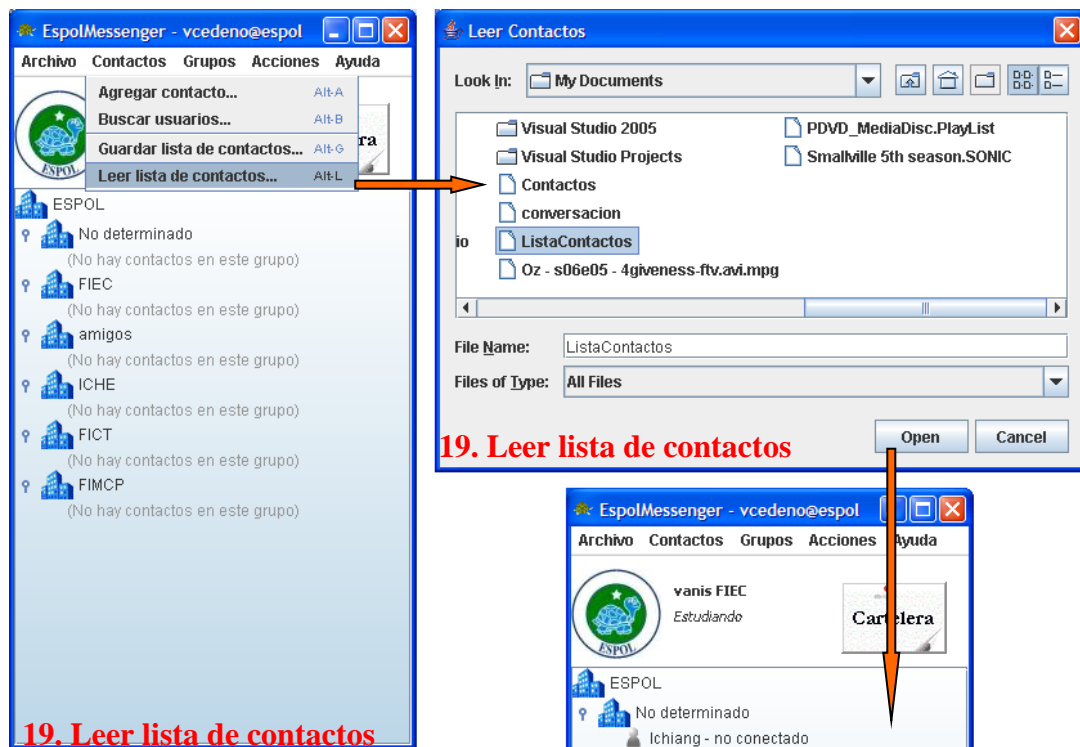 EspolMessenger - vcedeno@espol
Archivo Contactos Grupos Acciones Ayuda
Agregar contacto... Alt-A
Buscar usuarios... Alt-B
Guardar lista de contactos... Alt-G
Leer lista de contactos... Alt-L
ESPOL
ESPOL
No determinado
(No hay contactos en este grupo)
FIEC
(No hay contactos en este grupo)
amigos
(No hay contactos en este grupo)
ICHE
(No hay contactos en este grupo)
FICT
(No hay contactos en este grupo)
FIMCP
(No hay contactos en este grupo)
19. Leer lista de contactos
Leer Contactos
Look In: My Documents
Visual Studio 2005
Visual Studio Projects
Contactos
conversacion
io ListaContactos
Oz - s06e05 - 4giveness-ftv.avi.mpg
PDVD_MediaDisc.PlayList
Smallville 5th season.SONIC
File Name: ListaContactos
Files of Type: All Files
Open Cancel
19. Leer lista de contactos
EspolMessenger - vcedeno@espol
Archivo Contactos Grupos Acciones Ayuda
vanis FIEC
Estudiando
Cartelera
ESPOL
ESPOL
No determinado
lchiang - no conectado